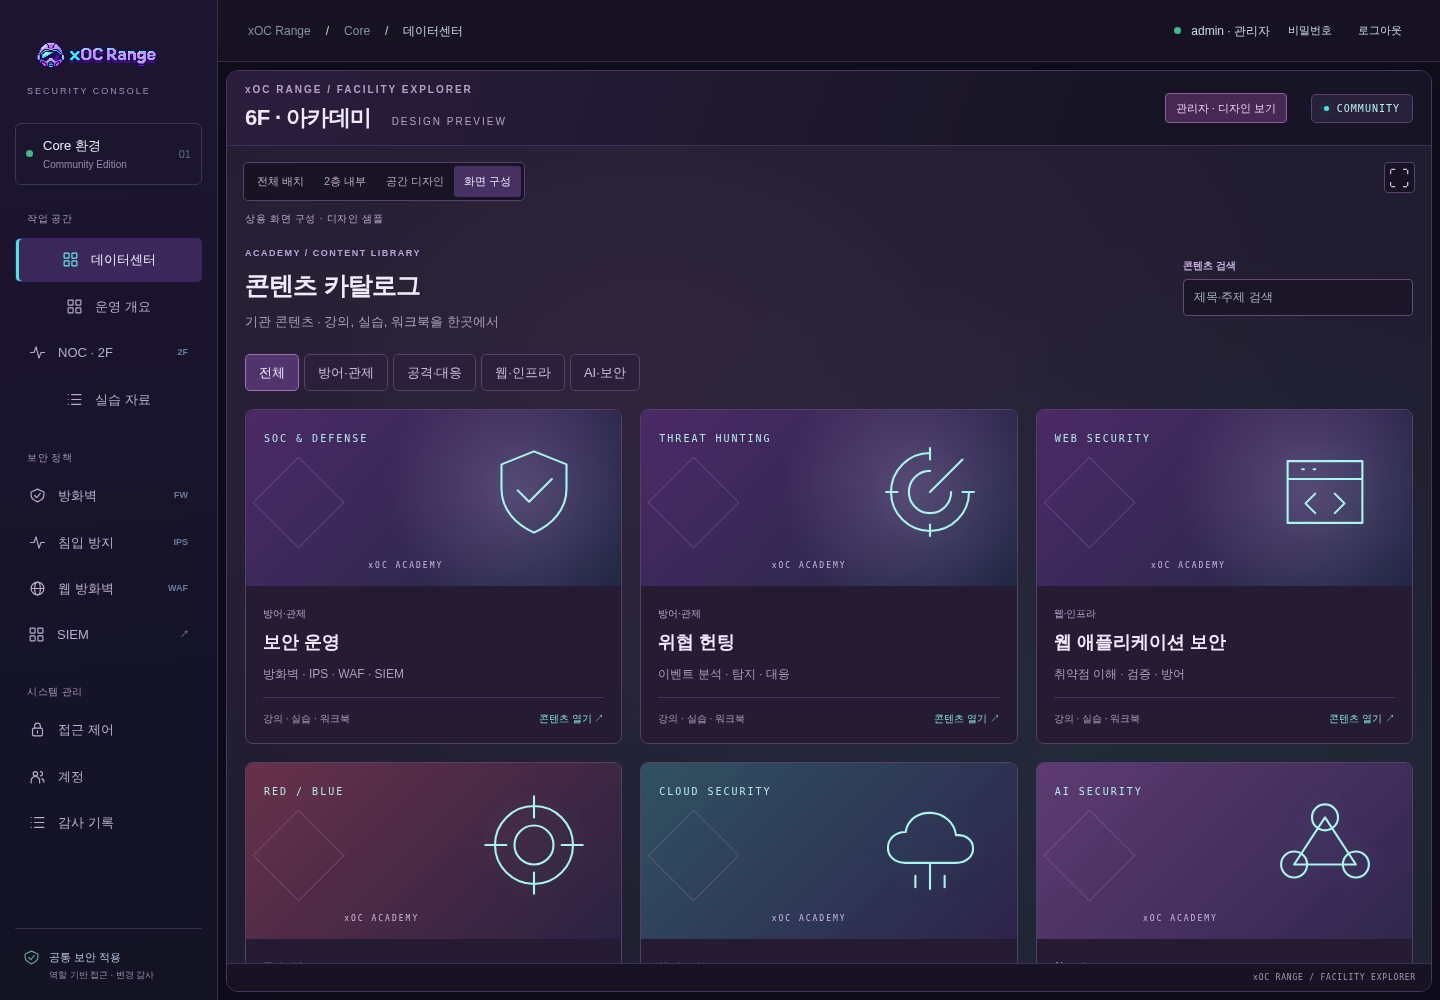 xOC Range
SECURITY CONSOLE
Core 환경
Community Edition
01
작업 공간
데이터센터
운영 개요
NOC · 2F
2F
실습 자료
보안 정책
방화벽
FW
침입 방지
IPS
웹 방화벽
WAF
SIEM
↗
시스템 관리
접근 제어
계정
감사 기록
공통 보안 적용
역할 기반 접근 · 변경 감사
xOC Range / Core / 데이터센터
admin · 관리자
비밀번호
로그아웃
xOC RANGE / FACILITY EXPLORER
6F · 아카데미
DESIGN PREVIEW
관리자 · 디자인 보기
COMMUNITY
전체 배치
2층 내부
공간 디자인
화면 구성
상용 화면 구성 · 디자인 샘플
ACADEMY / CONTENT LIBRARY
콘텐츠 카탈로그
기관 콘텐츠 · 강의, 실습, 워크북을 한곳에서
콘텐츠 검색
제목·주제 검색
전체
방어·관제
공격·대응
웹·인프라
AI·보안
SOC & DEFENSE
xOC ACADEMY
방어·관제
보안 운영
방화벽 · IPS · WAF · SIEM
강의 · 실습 · 워크북
콘텐츠 열기 ↗
THREAT HUNTING
xOC ACADEMY
방어·관제
위협 헌팅
이벤트 분석 · 탐지 · 대응
강의 · 실습 · 워크북
콘텐츠 열기 ↗
WEB SECURITY
xOC ACADEMY
웹·인프라
웹 애플리케이션 보안
취약점 이해 · 검증 · 방어
강의 · 실습 · 워크북
콘텐츠 열기 ↗
RED / BLUE
xOC ACADEMY
CLOUD SECURITY
xOC ACADEMY
AI SECURITY
xOC ACADEMY
xOC RANGE / FACILITY EXPLORER